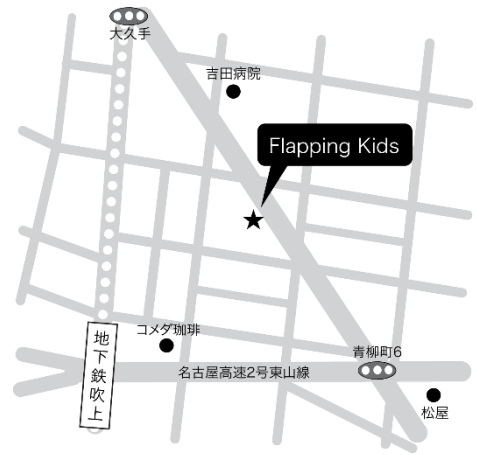 大久手
吉田病院
Flapping Kids
コメダ珈琲
青柳町6
地下鉄吹上
名古屋高速2号東山線
松屋